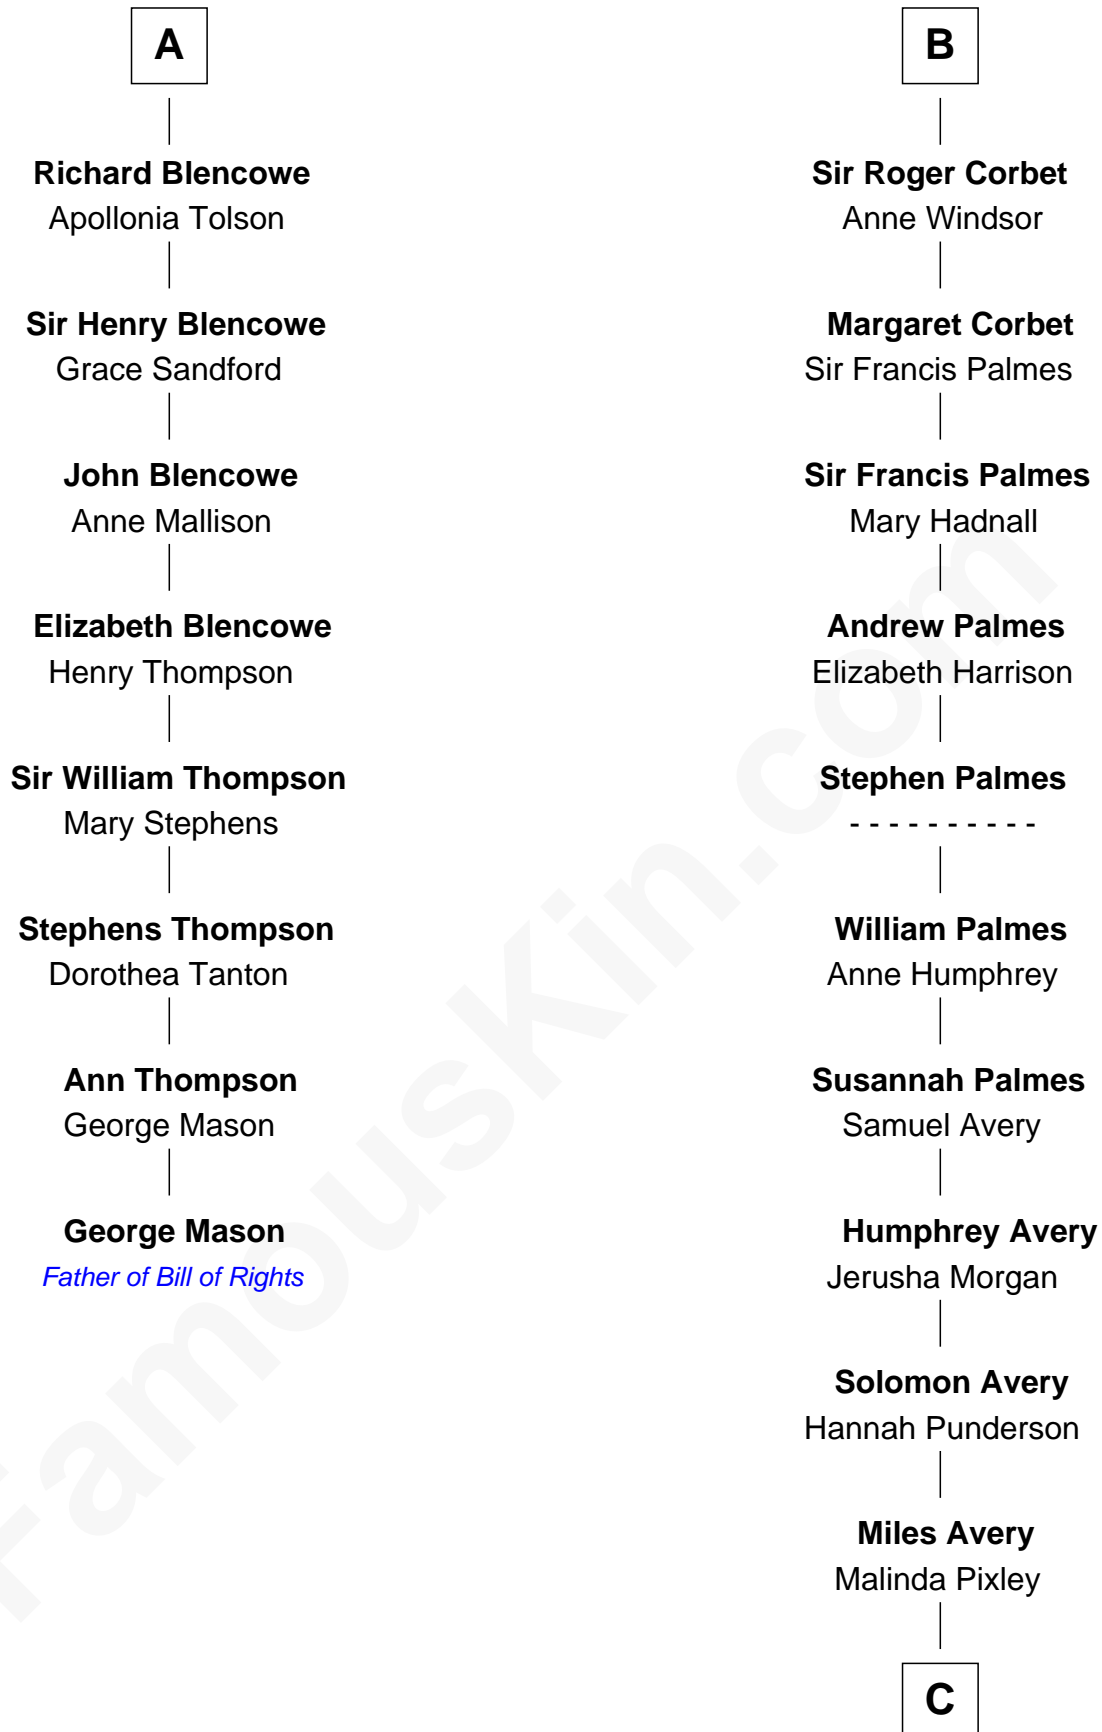 A
Richard Blencowe
Apollonia Tolson
Sir Henry Blencowe
Grace Sandford
John Blencowe
Anne Mallison
Elizabeth Blencowe
Henry Thompson
Sir William Thompson
Mary Stephens
Stephens Thompson
Dorothea Tanton
Ann Thompson
George Mason
George Mason
Father of Bill of Rights
B
Sir Roger Corbet
Anne Windsor
Margaret Corbet
Sir Francis Palmes
Sir Francis Palmes
Mary Hadnall
Andrew Palmes
Elizabeth Harrison
Stephen Palmes
- - - - - - - - - -
William Palmes
Anne Humphrey
Susannah Palmes
Samuel Avery
Humphrey Avery
Jerusha Morgan
Solomon Avery
Hannah Punderson
Miles Avery
Malinda Pixley
C
FamousKin.com